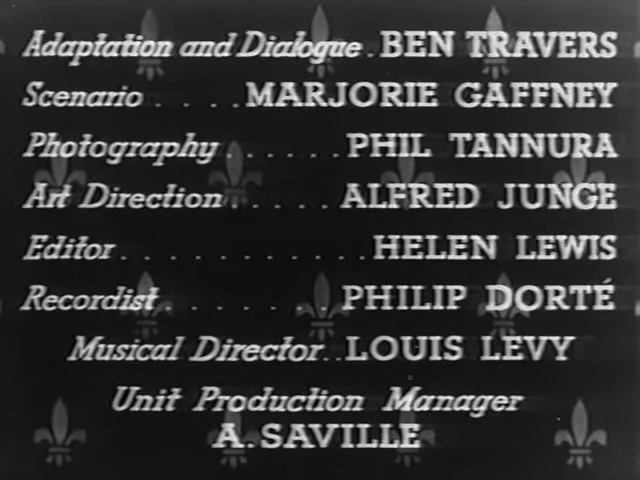 Adaptation and Dialogue . BEN TRAVERS
Scenario . . . . MARJORIE GAFFNEY
Photography . . . . . . PHIL TANNURA
Art Direction . . . . . ALFRED JUNGE
Editor . . . . . . . . . . . . HELEN LEWIS
Recordist . . . . . . . . PHILIP DORTÉ
Musical Director . . LOUIS LEVY
Unit Production Manager
A. SAVILLE